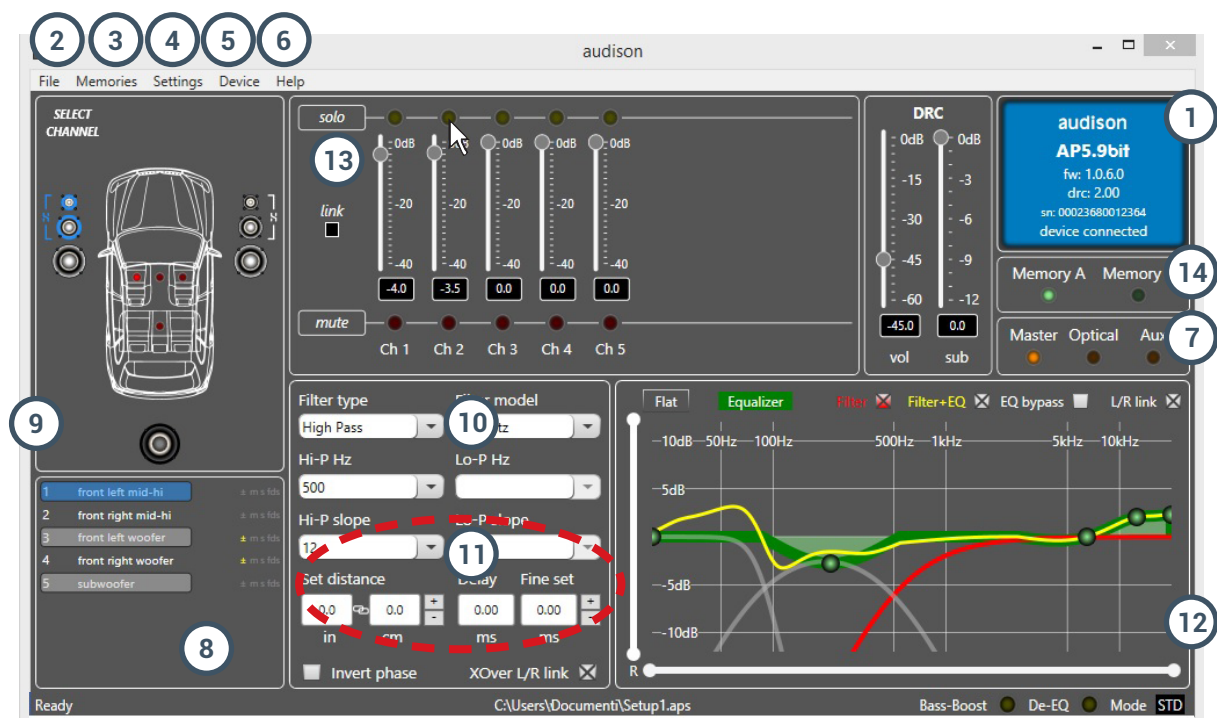 2 3 4 5 6
audison
File Memories Settings Device Help
SELECT
CHANNEL
solo
13
0dB 0dB 0dB 0dB
-20 -20 -20 -20 -20
link
-40 -40 -40 -40 -40
-4.0 -3.5 0.0 0.0 0.0
mute
Ch 1 Ch 2 Ch 3 Ch 4 Ch 5
DRC
0dB 0dB
-15 -3
-30 -6
-45 -9
-60 -12
-45.0 0.0
vol sub
1
audison
AP5.9bit
fw: 1.0.6.0
drc: 2.00
sn: 00023680012364
device connected
Memory A Memory
14
Master Optical Aux
7
9
1 front left mid-hi ± m s fds
2 front right mid-hi ± m s fds
3 front left woofer ± m s fds
4 front right woofer ± m s fds
5 subwoofer ± m s fds
8
Filter type model
10
High Pass
Hi-P Hz Lo-P Hz
500
Hi-P slope Lo-P slope
12
11
Set distance Delay Fine set
0.0 0.00 0.00
+ +
- -
in cm ms ms
Invert phase XOver L/R link
Flat Equalizer Filter Filter+EQ EQ bypass L/R link
10dB 50Hz 100Hz 500Hz 1kHz 5kHz 10kHz
5dB
-5dB
-10dB
12
R
Ready C:\Users\Documenti\Setup1.aps Bass-Boost De-EQ Mode STD